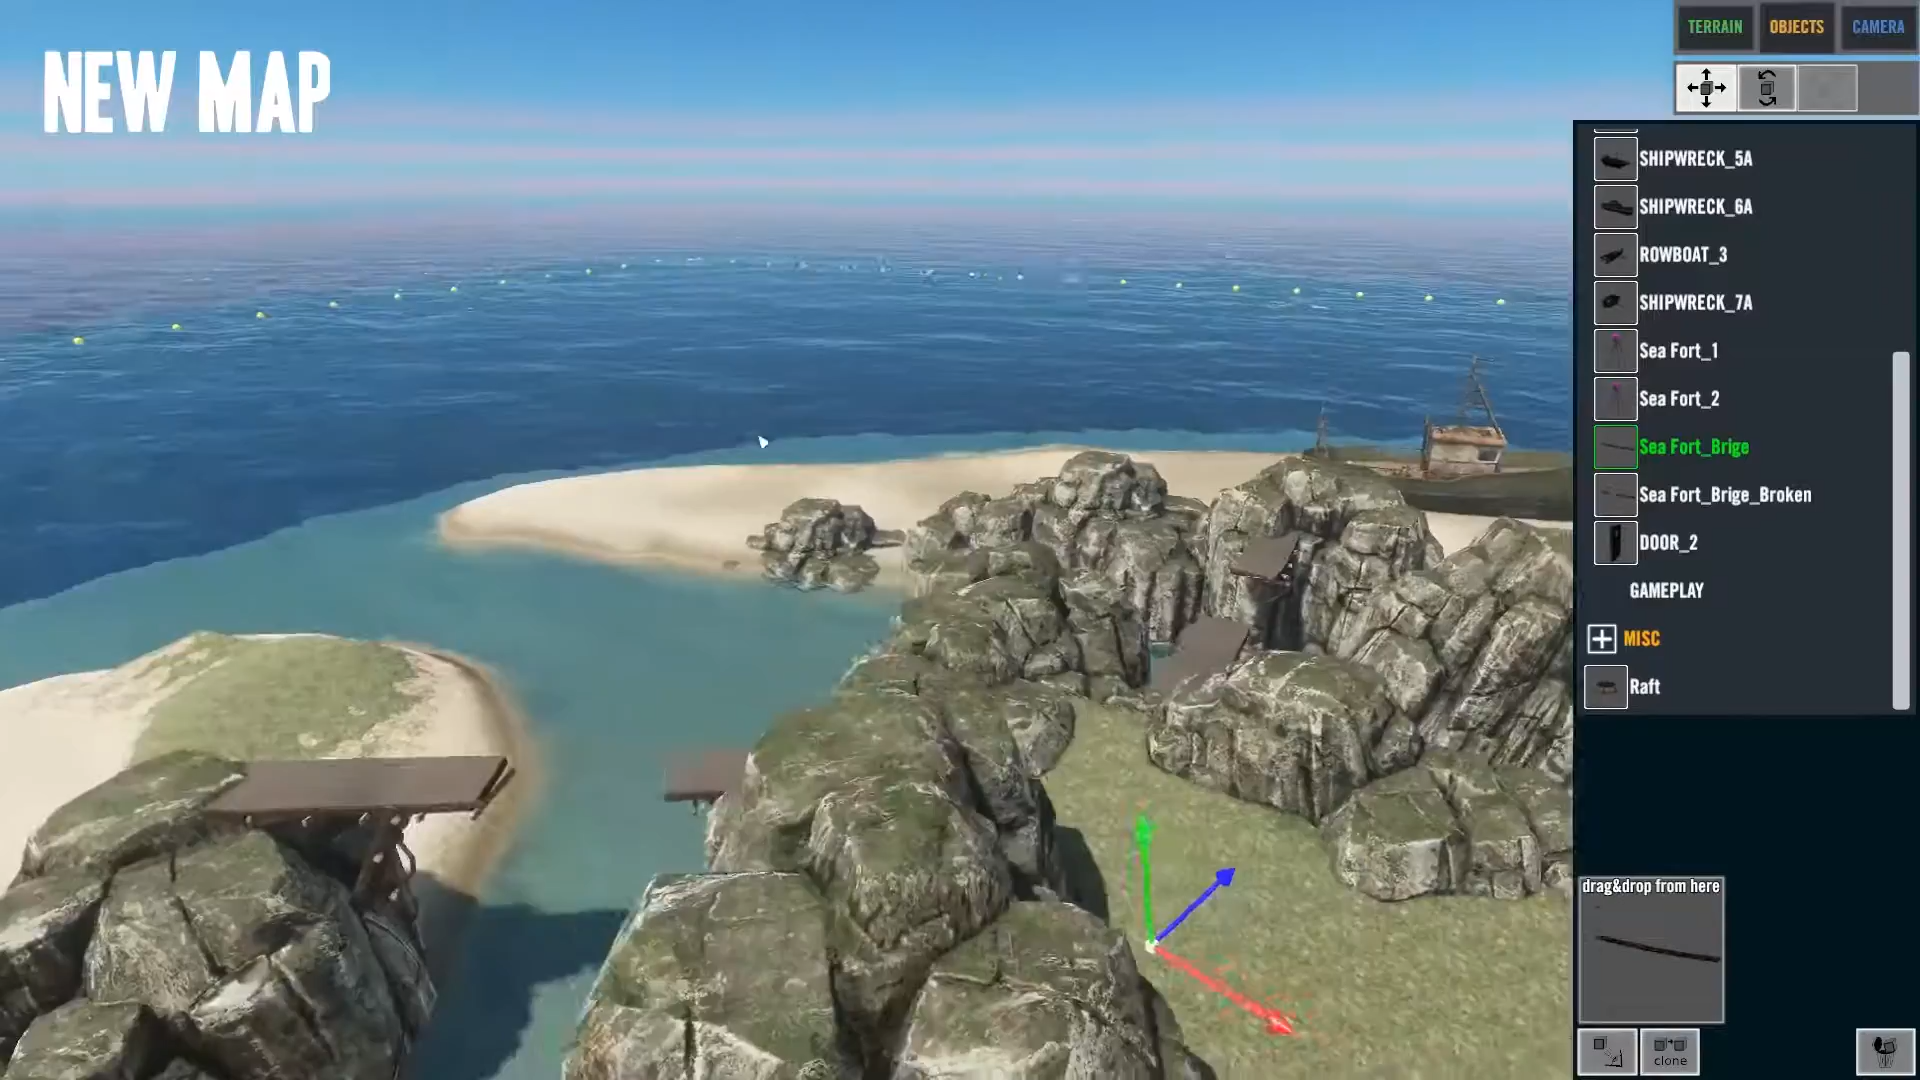 NEW MAP
TERRAIN
OBJECTS
CAMERA
SHIPWRECK_5A
SHIPWRECK_6A
ROWBOAT_3
SHIPWRECK_7A
Sea Fort_1
Sea Fort_2
Sea Fort_Brige
Sea Fort_Brige_Broken
DOOR_2
GAMEPLAY
MISC
Raft
drag&drop from here
clone